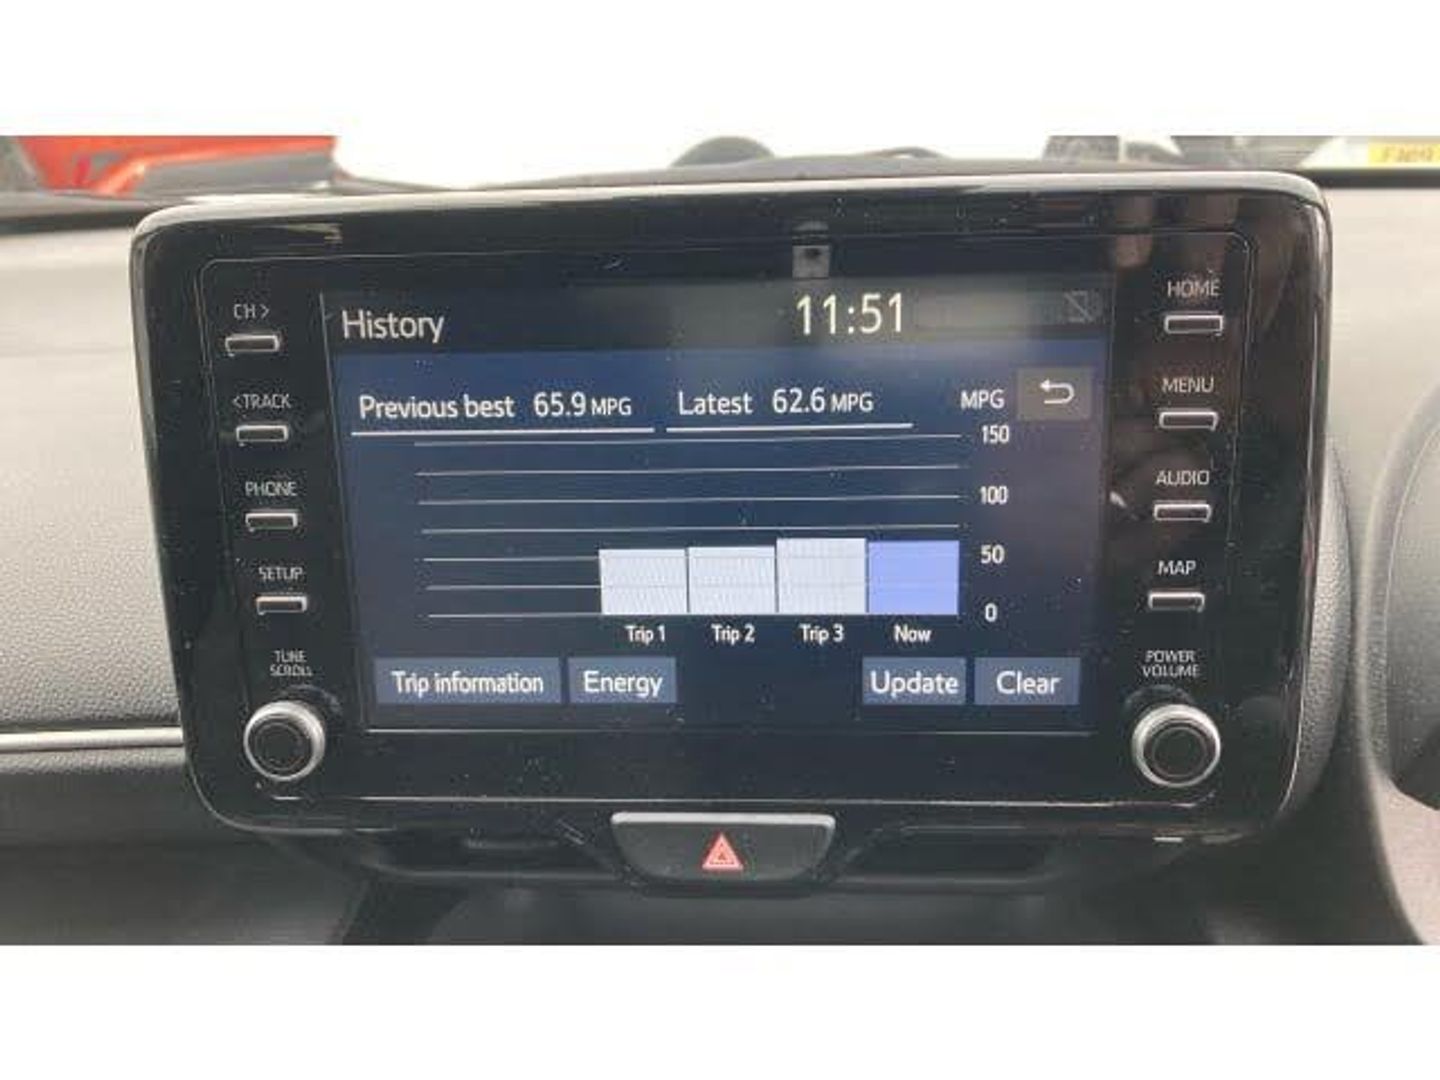 CH >
<TRACK
PHONE
SETUP
TUNE
SCROLL
History
11:51
Previous best 65.9 MPG
Latest 62.6 MPG
MPG
150
100
50
0
Trip 1 Trip 2 Trip 3 Now
Trip information Energy Update Clear
HOME
MENU
AUDIO
MAP
POWER
VOLUME